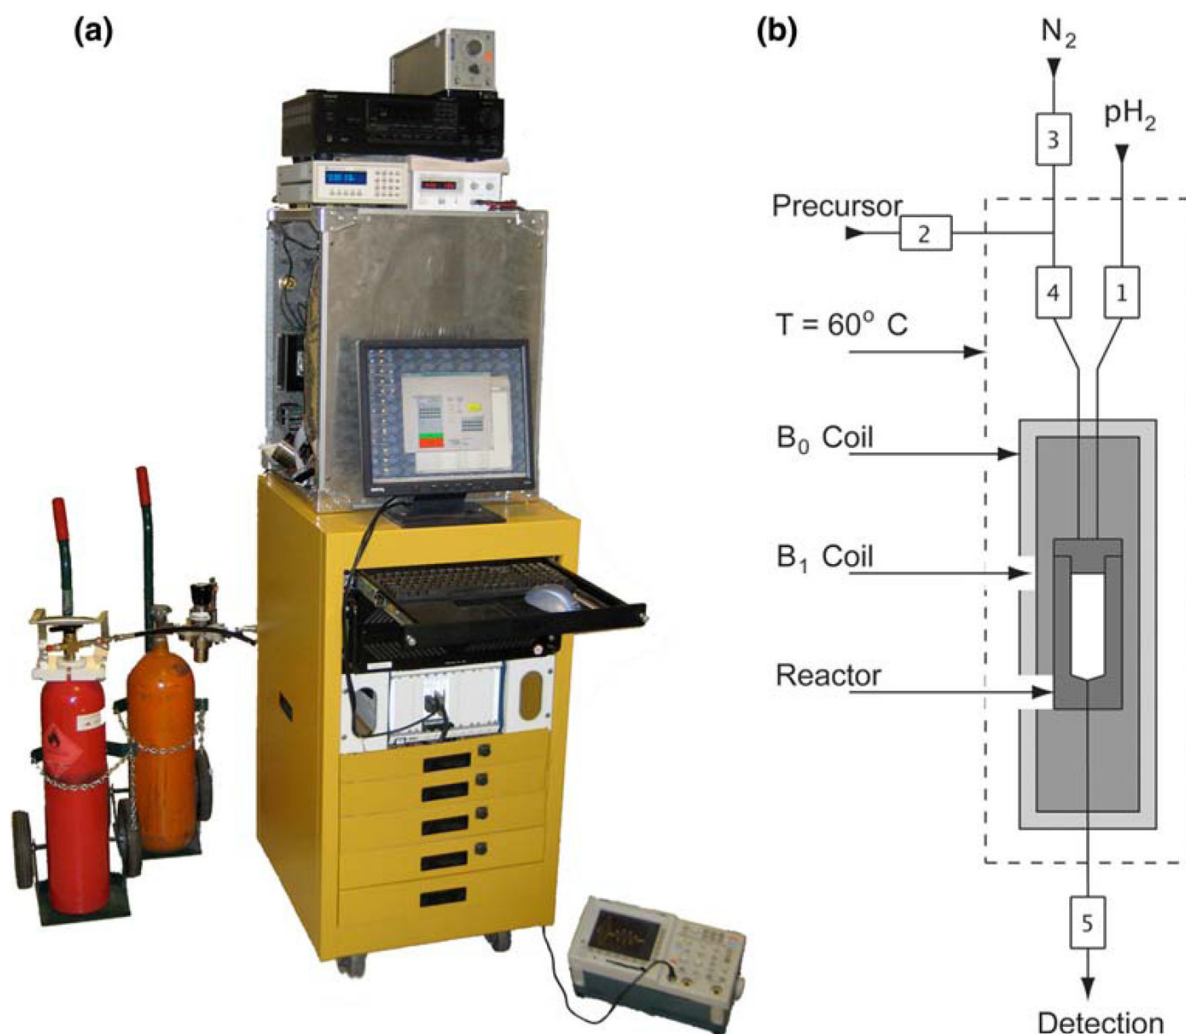 (a)
(b)
N₂
pH₂
3
Precursor
2
4
1
T = 60° C
B₀ Coil
B₁ Coil
Reactor
5
Detection